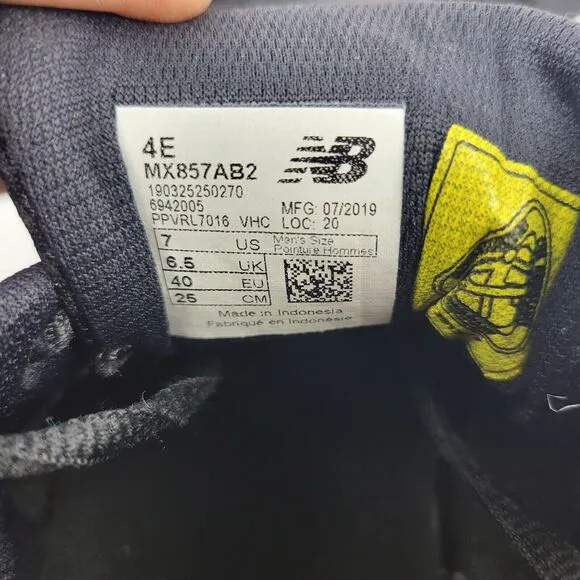 4E
MX857AB2
NB
190325250270
6942005 MFG: 07/2019
PPVRL7016 VHC LOC: 20
7 US Men's Size
Pointure Hommes
6.5 UK
40 EU
25 CM
Made in Indonesia
Fabriqué en Indonésie